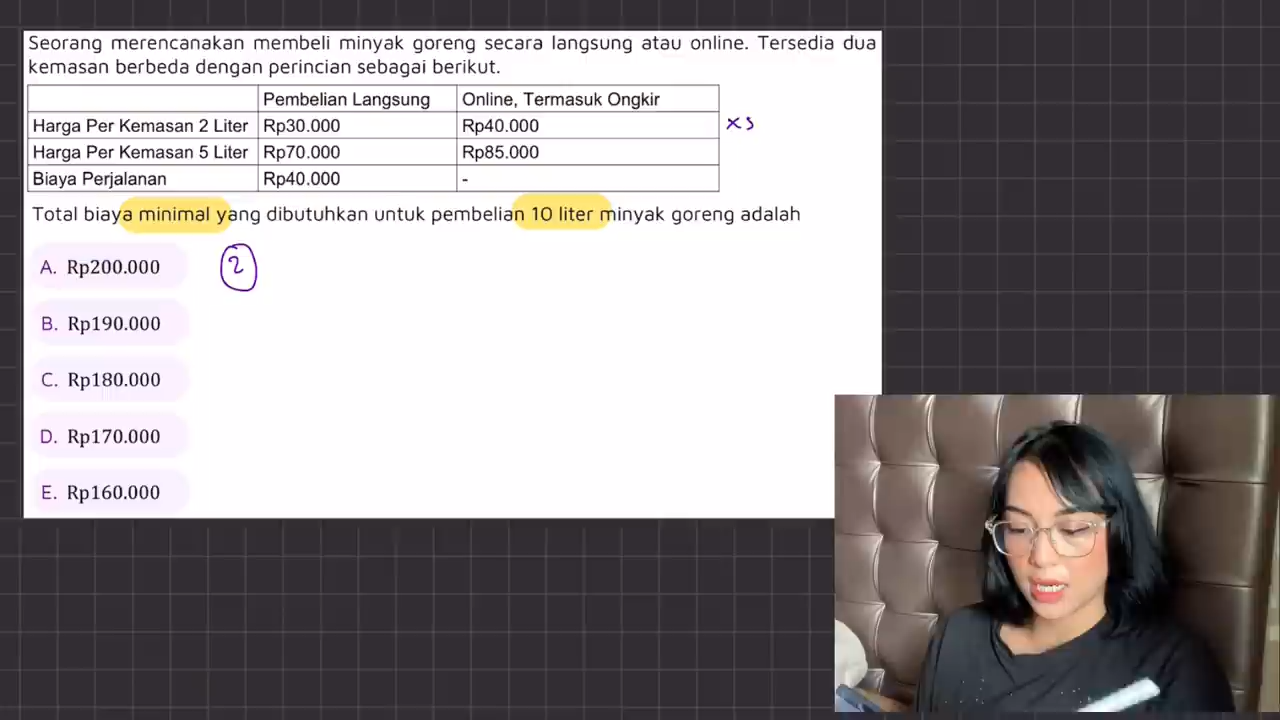 Seorang merencanakan membeli minyak goreng secara langsung atau online. Tersedia dua
kemasan berbeda dengan perincian sebagai berikut.
Pembelian Langsung Online, Termasuk Ongkir
Harga Per Kemasan 2 Liter Rp30.000 Rp40.000 x5
Harga Per Kemasan 5 Liter Rp70.000 Rp85.000
Biaya Perjalanan Rp40.000 -
Total biaya minimal yang dibutuhkan untuk pembelian 10 liter minyak goreng adalah
A. Rp200.000 2
B. Rp190.000
C. Rp180.000
D. Rp170.000
E. Rp160.000